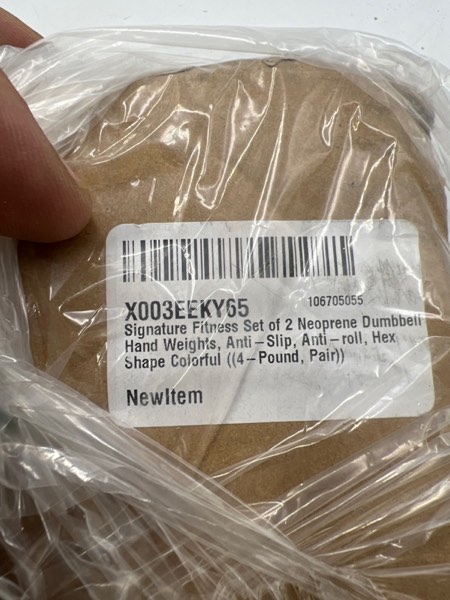 X003EEKY65 106705055
Signature Fitness Set of 2 Neoprene Dumbbell
Hand Weights, Anti-Slip, Anti-roll, Hex
Shape Colorful ((4-Pound, Pair))
NewItem